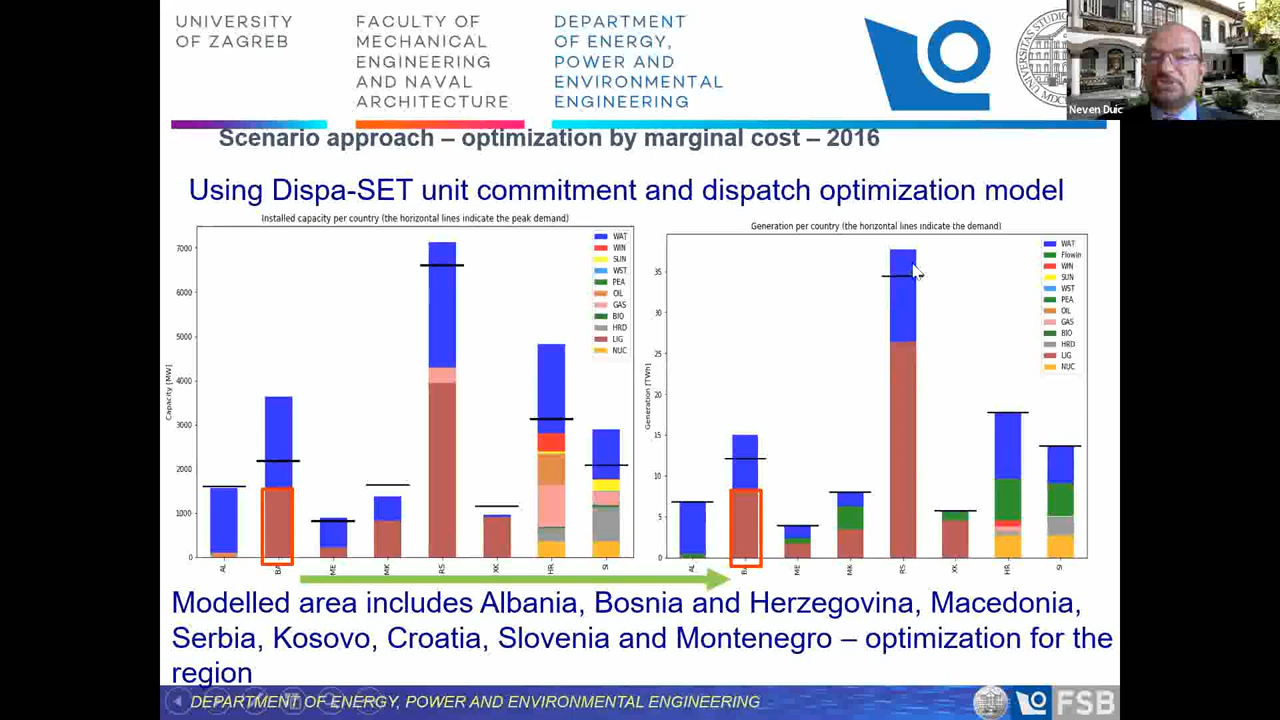 UNIVERSITY
OF ZAGREB
FACULTY OF
MECHANICAL
ENGINEERING
AND NAVAL
ARCHITECTURE
DEPARTMENT
OF ENERGY,
POWER AND
ENVIRONMENTAL
ENGINEERING
Neven Duic
Scenario approach – optimization by marginal cost – 2016
Using Dispa-SET unit commitment and dispatch optimization model
Installed capacity per country (the horizontal lines indicate the peak demand)
Capacity [MW]
7000
6000
5000
4000
3000
2000
1000
0
WAT
WIN
SUN
WST
PEA
OIL
GAS
BIO
HRD
LIG
NUC
AL
BA
ME
MK
RS
XK
HR
SI
Generation per country (the horizontal lines indicate the demand)
Generation [TWh]
35
30
25
20
15
10
5
0
WAT
FlowIn
WIN
SUN
WST
PEA
OIL
GAS
BIO
HRD
LIG
NUC
AL
ME
MK
RS
XK
HR
SI
Modelled area includes Albania, Bosnia and Herzegovina, Macedonia,
Serbia, Kosovo, Croatia, Slovenia and Montenegro – optimization for the
region
DEPARTMENT OF ENERGY, POWER AND ENVIRONMENTAL ENGINEERING
FSB